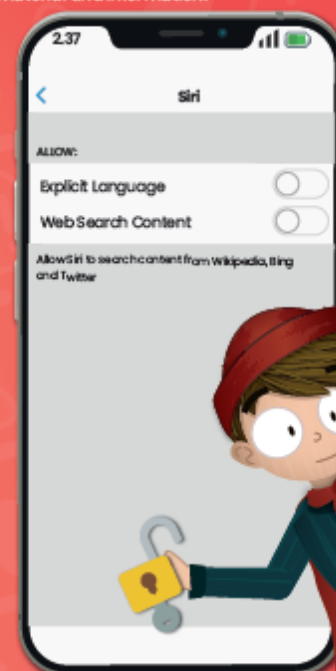 2.37
Siri
ALLOW:
Explicit Language
Web Search Content
Allow Siri to search content from Wikipedia, Bing
and Twitter